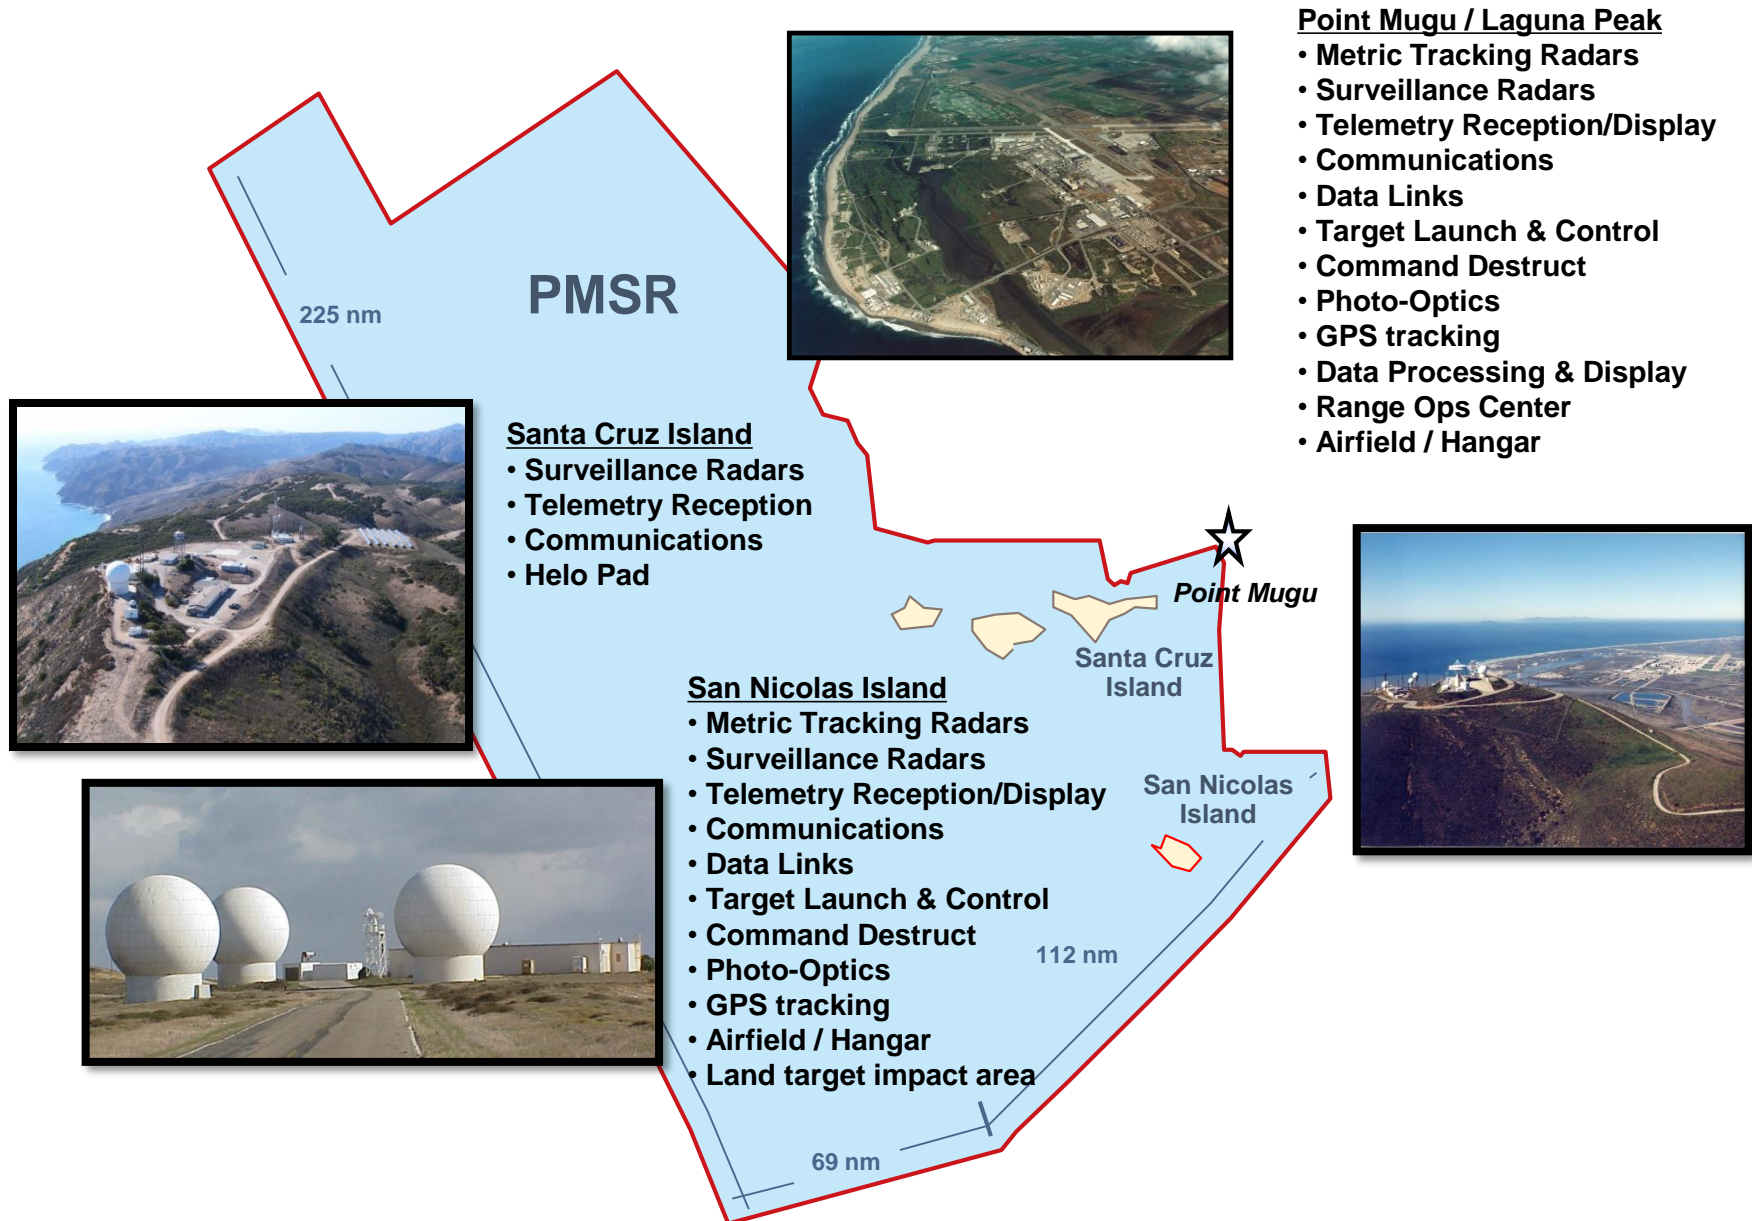 Point Mugu / Laguna Peak
• Metric Tracking Radars
• Surveillance Radars
• Telemetry Reception/Display
• Communications
• Data Links
• Target Launch & Control
• Command Destruct
• Photo-Optics
• GPS tracking
• Data Processing & Display
• Range Ops Center
• Airfield / Hangar
PMSR
225 nm
Santa Cruz Island
• Surveillance Radars
• Telemetry Reception
• Communications
• Helo Pad
Point Mugu
Santa Cruz
Island
San Nicolas Island
• Metric Tracking Radars
• Surveillance Radars
• Telemetry Reception/Display
• Communications
• Data Links
• Target Launch & Control
• Command Destruct
• Photo-Optics
• GPS tracking
• Airfield / Hangar
• Land target impact area
San Nicolas
Island
112 nm
69 nm